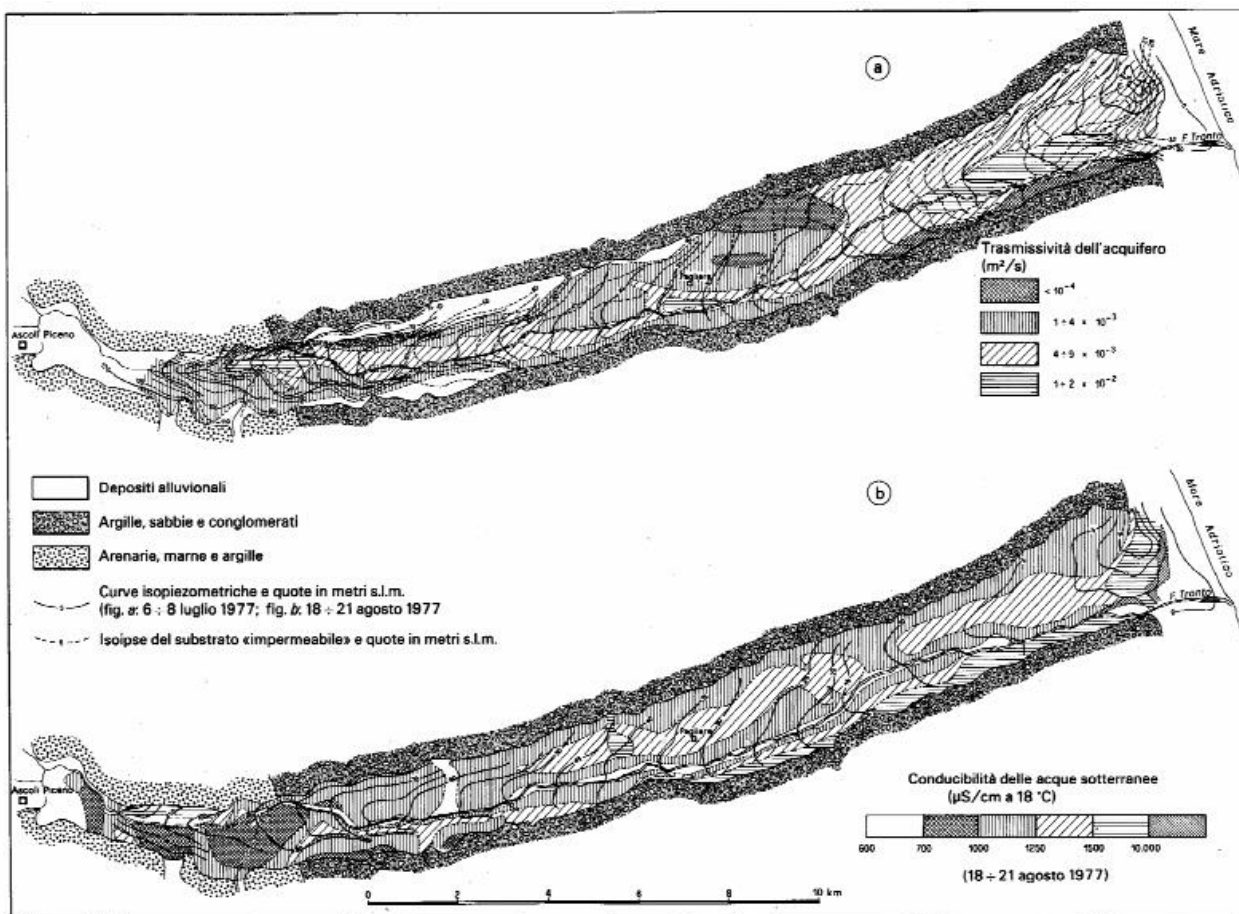 a
Mare
Adriatico
F. Tronto
Trasmissività dell'acquifero
(m²/s)
< 10⁻⁴
1 ÷ 4 × 10⁻³
4 ÷ 9 × 10⁻³
1 ÷ 2 × 10⁻²
Pagliare
Ascoli Piceno
Depositi alluvionali
Argille, sabbie e conglomerati
Arenarie, marne e argille
Curve isopiezometriche e quote in metri s.l.m.
(fig. a: 6 ÷ 8 luglio 1977; fig. b: 18 ÷ 21 agosto 1977
Isoipse del substrato «impermeabile» e quote in metri s.l.m.
b
Mare
Adriatico
F. Tronto
Pagliare
Ascoli Piceno
Conducibilità delle acque sotterranee
(µS/cm a 18 °C)
600 700 1000 1250 1500 10.000
(18 ÷ 21 agosto 1977)
0 2 4 6 8 10 km